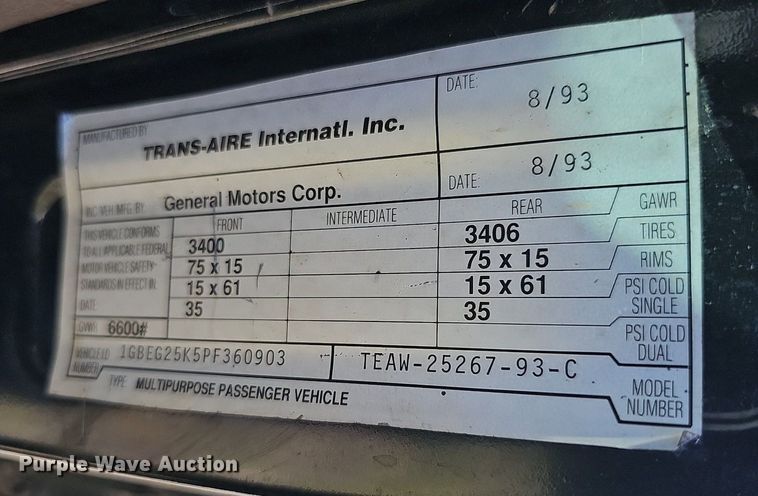 MANUFACTURED BY
TRANS-AIRE Internatl. Inc.
DATE: 8/93
INC. VEH. MFG. BY General Motors Corp.
DATE: 8/93
FRONT INTERMEDIATE REAR
THIS VEHICLE CONFORMS
TO ALL APPLICABLE FEDERAL
MOTOR VEHICLE SAFETY
STANDARDS IN EFFECT IN
DATE
3400 3406 GAWR
75 x 15 75 x 15 TIRES
15 x 61 15 x 61 RIMS
35 35 PSI COLD
SINGLE
PSI COLD
DUAL
GVWR 6600#
VEHICLE I.D.
NUMBER 1GBEG25K5PF360903 TEAW-25267-93-C
TYPE: MULTIPURPOSE PASSENGER VEHICLE
MODEL
NUMBER
Purple Wave Auction